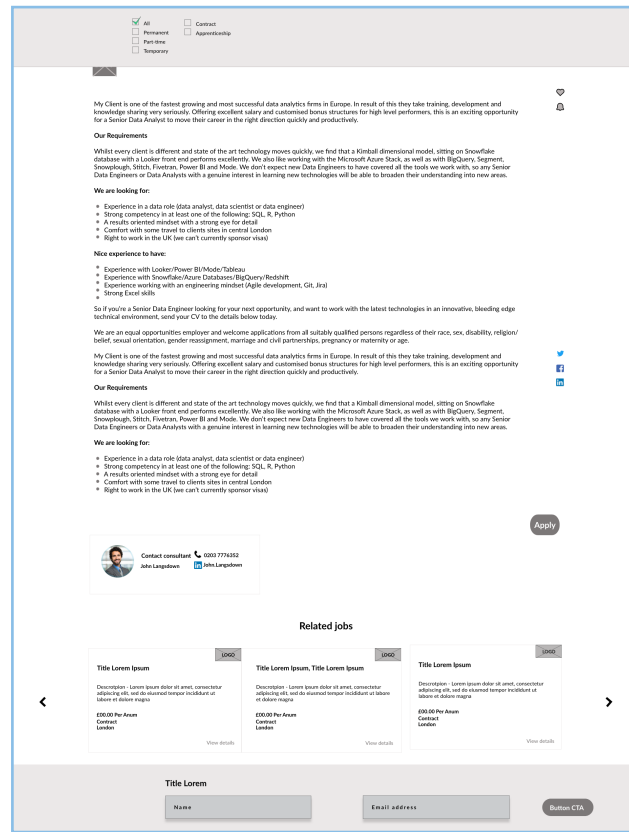 All
Contract
Permanent
Apprenticeship
Part-time
Temporary
My Client is one of the fastest growing and most successful data analytics firms in Europe. In result of this they take training, development and
knowledge sharing very seriously. Offering excellent salary and customised bonus structures for high level performers, this is an exciting opportunity
for a Senior Data Analyst to move their career in the right direction quickly and productively.
Our Requirements
Whilst every client is different and state of the art technology moves quickly, we find that a Kimball dimensional model, sitting on Snowflake
database with a Looker front end performs excellently. We also like working with the Microsoft Azure Stack, as well as with BigQuery, Segment,
Snowplough, Stitch, Fivetran, Power BI and Mode. We don't expect new Data Engineers to have covered all the tools we work with, so any Senior
Data Engineers or Data Analysts with a genuine interest in learning new technologies will be able to broaden their understanding into new areas.
We are looking for:
Experience in a data role (data analyst, data scientist or data engineer)
Strong competency in at least one of the following: SQL, R, Python
A results oriented mindset with a strong eye for detail
Comfort with some travel to clients sites in central London
Right to work in the UK (we can't currently sponsor visas)
Nice experience to have:
Experience with Looker/Power BI/Mode/Tableau
Experience with Snowflake/Azure Databases/BigQuery/Redshift
Experience working with an engineering mindset (Agile development, Git, Jira)
Strong Excel skills
So if you're a Senior Data Engineer looking for your next opportunity, and want to work with the latest technologies in an innovative, bleeding edge
technical environment, send your CV to the details below today.
We are an equal opportunities employer and welcome applications from all suitably qualified persons regardless of their race, sex, disability, religion/
belief, sexual orientation, gender reassignment, marriage and civil partnerships, pregnancy or maternity or age.
My Client is one of the fastest growing and most successful data analytics firms in Europe. In result of this they take training, development and
knowledge sharing very seriously. Offering excellent salary and customised bonus structures for high level performers, this is an exciting opportunity
for a Senior Data Analyst to move their career in the right direction quickly and productively.
Our Requirements
Whilst every client is different and state of the art technology moves quickly, we find that a Kimball dimensional model, sitting on Snowflake
database with a Looker front end performs excellently. We also like working with the Microsoft Azure Stack, as well as with BigQuery, Segment,
Snowplough, Stitch, Fivetran, Power BI and Mode. We don't expect new Data Engineers to have covered all the tools we work with, so any Senior
Data Engineers or Data Analysts with a genuine interest in learning new technologies will be able to broaden their understanding into new areas.
We are looking for:
Experience in a data role (data analyst, data scientist or data engineer)
Strong competency in at least one of the following: SQL, R, Python
A results oriented mindset with a strong eye for detail
Comfort with some travel to clients sites in central London
Right to work in the UK (we can't currently sponsor visas)
Apply
Contact consultant 0203 7776352
John Langsdown in John.Langsdown
Related jobs
LOGO
Title Lorem Ipsum
Descrotpion - Lorem ipsum dolor sit amet, consectetur
adipiscing elit, sed do eiusmod tempor incididunt ut
labore et dolore magna
£00.00 Per Anum
Contract
London
View details
LOGO
Title Lorem Ipsum, Title Lorem Ipsum
Descrotpion - Lorem ipsum dolor sit amet, consectetur
adipiscing elit, sed do eiusmod tempor incididunt ut labore
et dolore magna
£00.00 Per Anum
Contract
London
View details
LOGO
Title Lorem Ipsum
Descrotpion - Lorem ipsum dolor sit amet, consectetur
adipiscing elit, sed do eiusmod tempor incididunt ut
labore et dolore magna
£00.00 Per Anum
Contract
London
View details
Title Lorem
Name
Email address
Button CTA